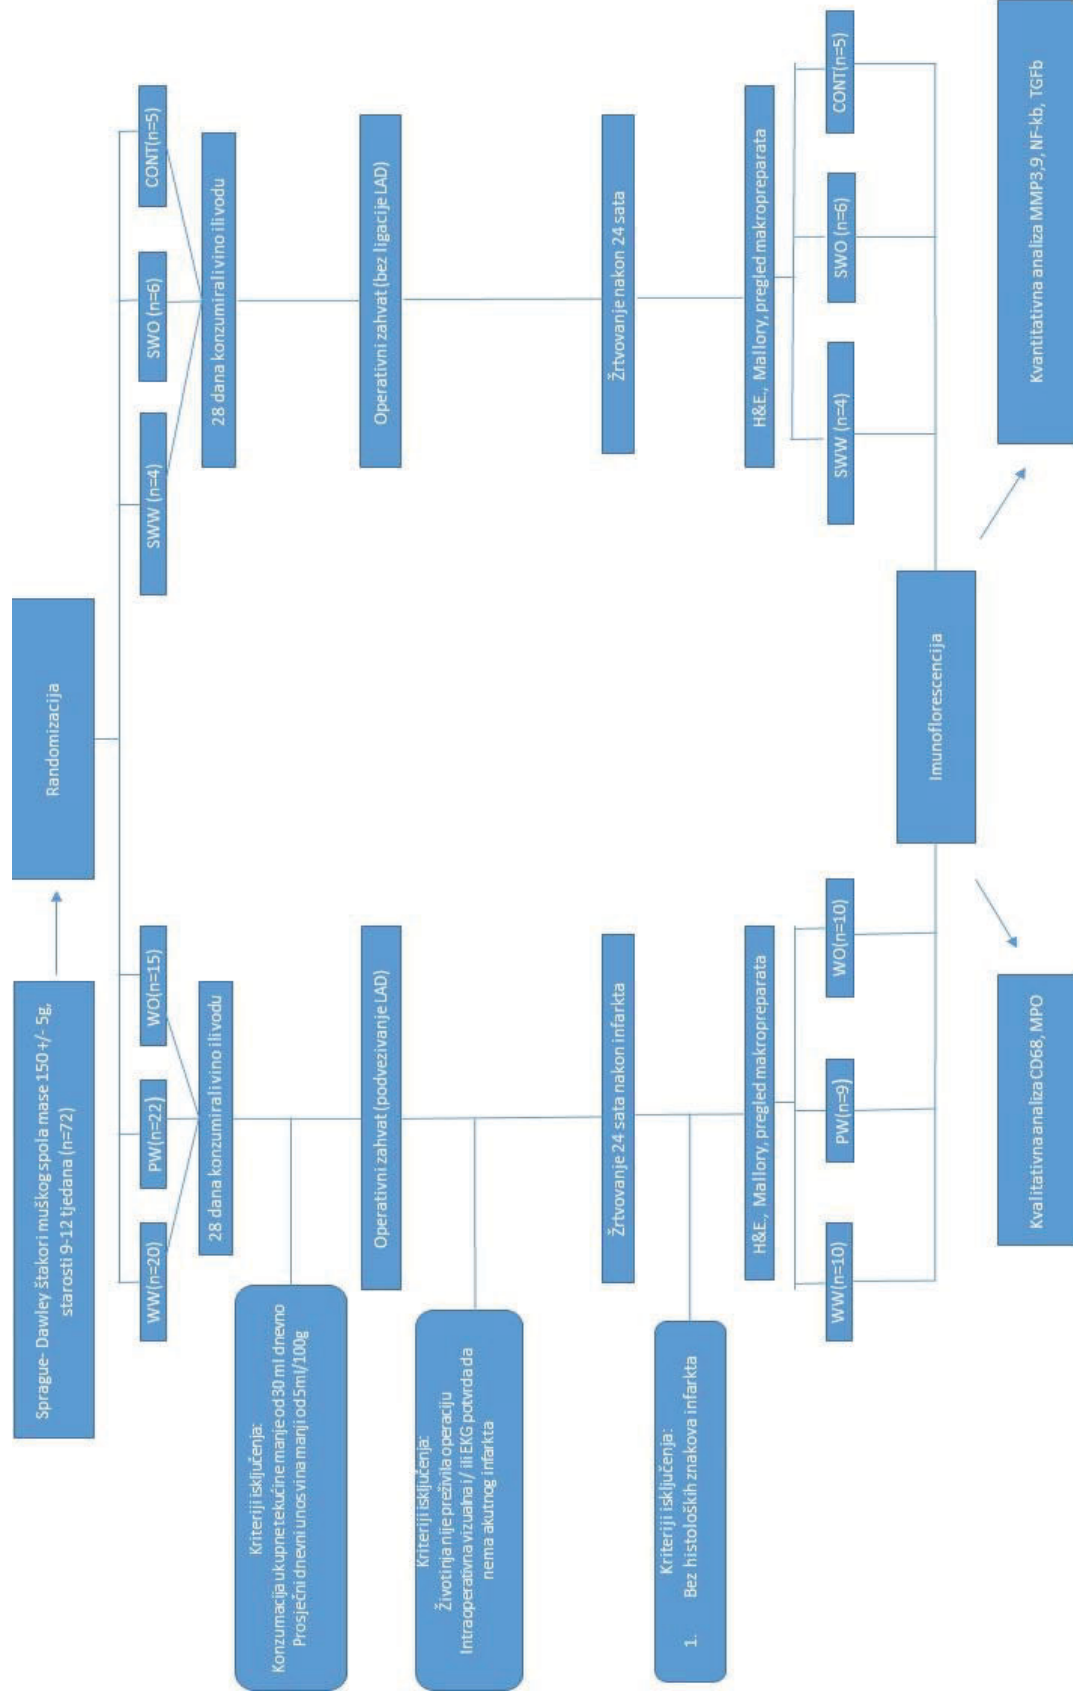 Sprague- Dawley štakori muškog spola mase 150 +/- 5g,
starosti 9-12 tjedana (n=72)
Randomizacija
WW(n=20)
PW(n=22)
WO(n=15)
SWW (n=4)
SWO (n=6)
CONT(n=5)
28 dana konzumirali vino ili vodu
28 dana konzumirali vino ili vodu
Kriteriji isključenja:
Konzumacija ukupne tekućine manje od 30 ml dnevno
Prosječni dnevni unos vina manji od 5ml/100g
Operativni zahvat (podvezivanje LAD)
Operativni zahvat (bez ligacije LAD)
Kriteriji isključenja:
Životinja nije preživila operaciju
Intraoperativna vizualna i/ ili EKG potvrda da
nema akutnog infarkta
Žrtvovanje 24 sata nakon infarkta
Žrtvovanje nakon 24 sata
Kriteriji isključenja:
1. Bez histoloških znakova infarkta
H&E., Mallory, pregled makropreparata
H&E., Mallory, pregled makropreparata
WW(n=10)
PW(n=9)
WO(n=10)
SWW (n=4)
SWO (n=6)
CONT(n=5)
Imunoflorescencija
Kvalitativna analiza CD68, MPO
Kvantitativna analiza MMP3,9, NF-kb, TGFb